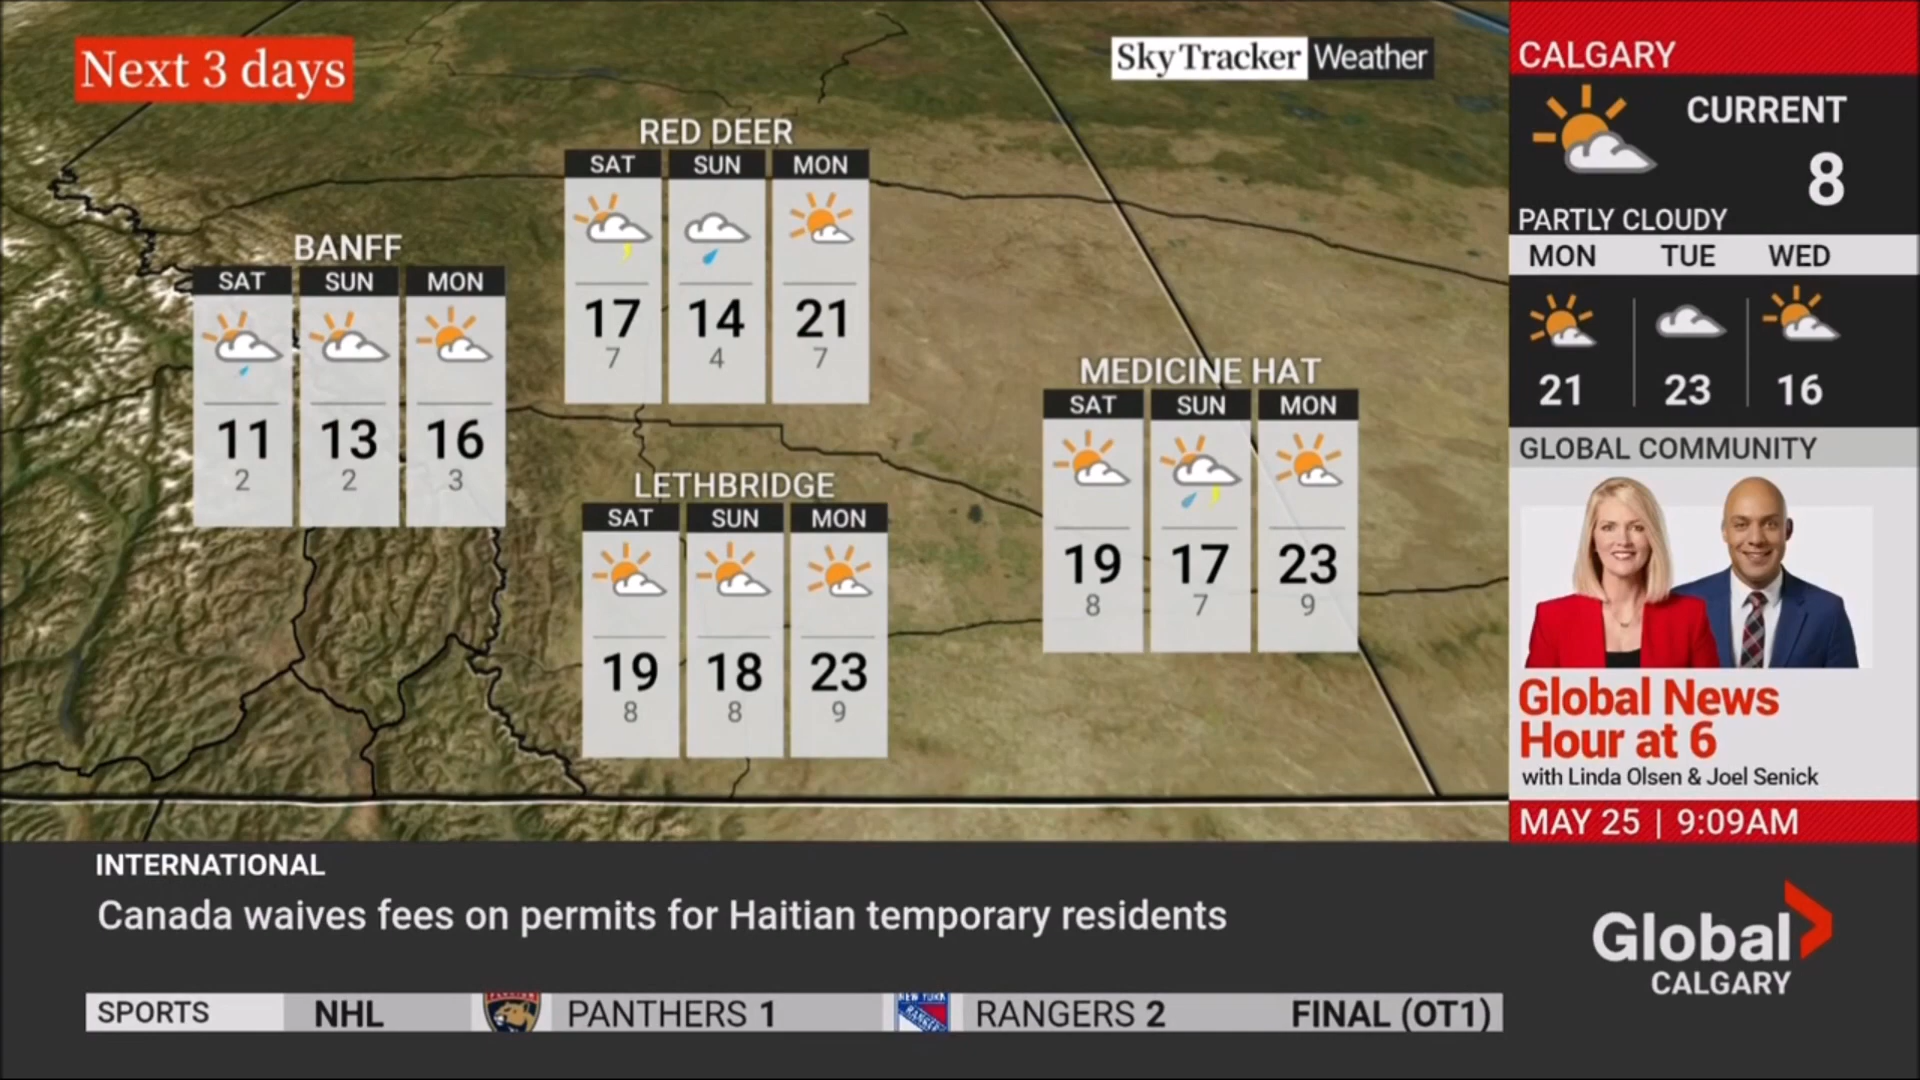 Next 3 days
SkyTracker Weather
RED DEER
SAT SUN MON
17 14 21
7 4 7
BANFF
SAT SUN MON
11 13 16
2 2 3
MEDICINE HAT
SAT SUN MON
19 17 23
8 7 9
LETHBRIDGE
SAT SUN MON
19 18 23
8 8 9
CALGARY
CURRENT
8
PARTLY CLOUDY
MON TUE WED
21 23 16
GLOBAL COMMUNITY
Global News
Hour at 6
with Linda Olsen & Joel Senick
MAY 25 | 9:09AM
INTERNATIONAL
Canada waives fees on permits for Haitian temporary residents
Global
CALGARY
SPORTS NHL FLORIDA PANTHERS 1 NEW YORK RANGERS RANGERS 2 FINAL (OT1)